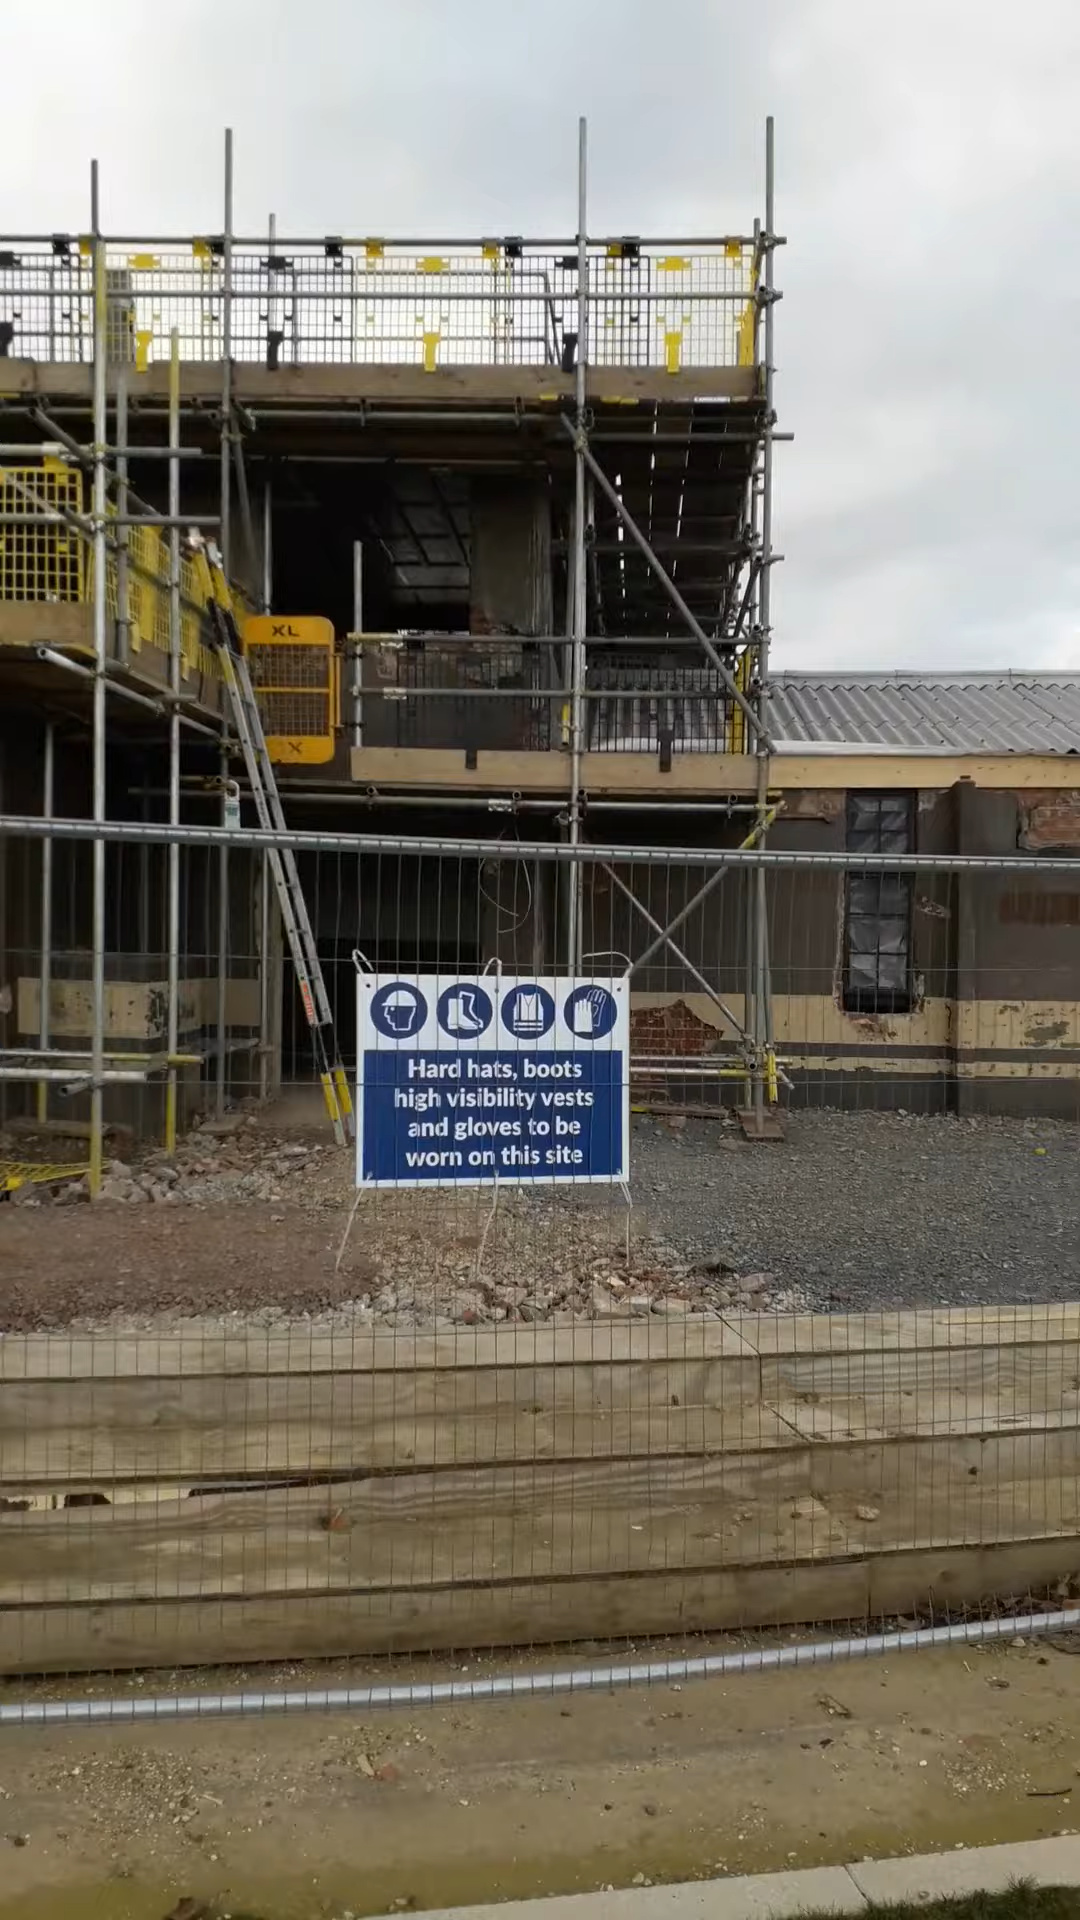 XL
X
Hard hats, boots
high visibility vests
and gloves to be
worn on this site